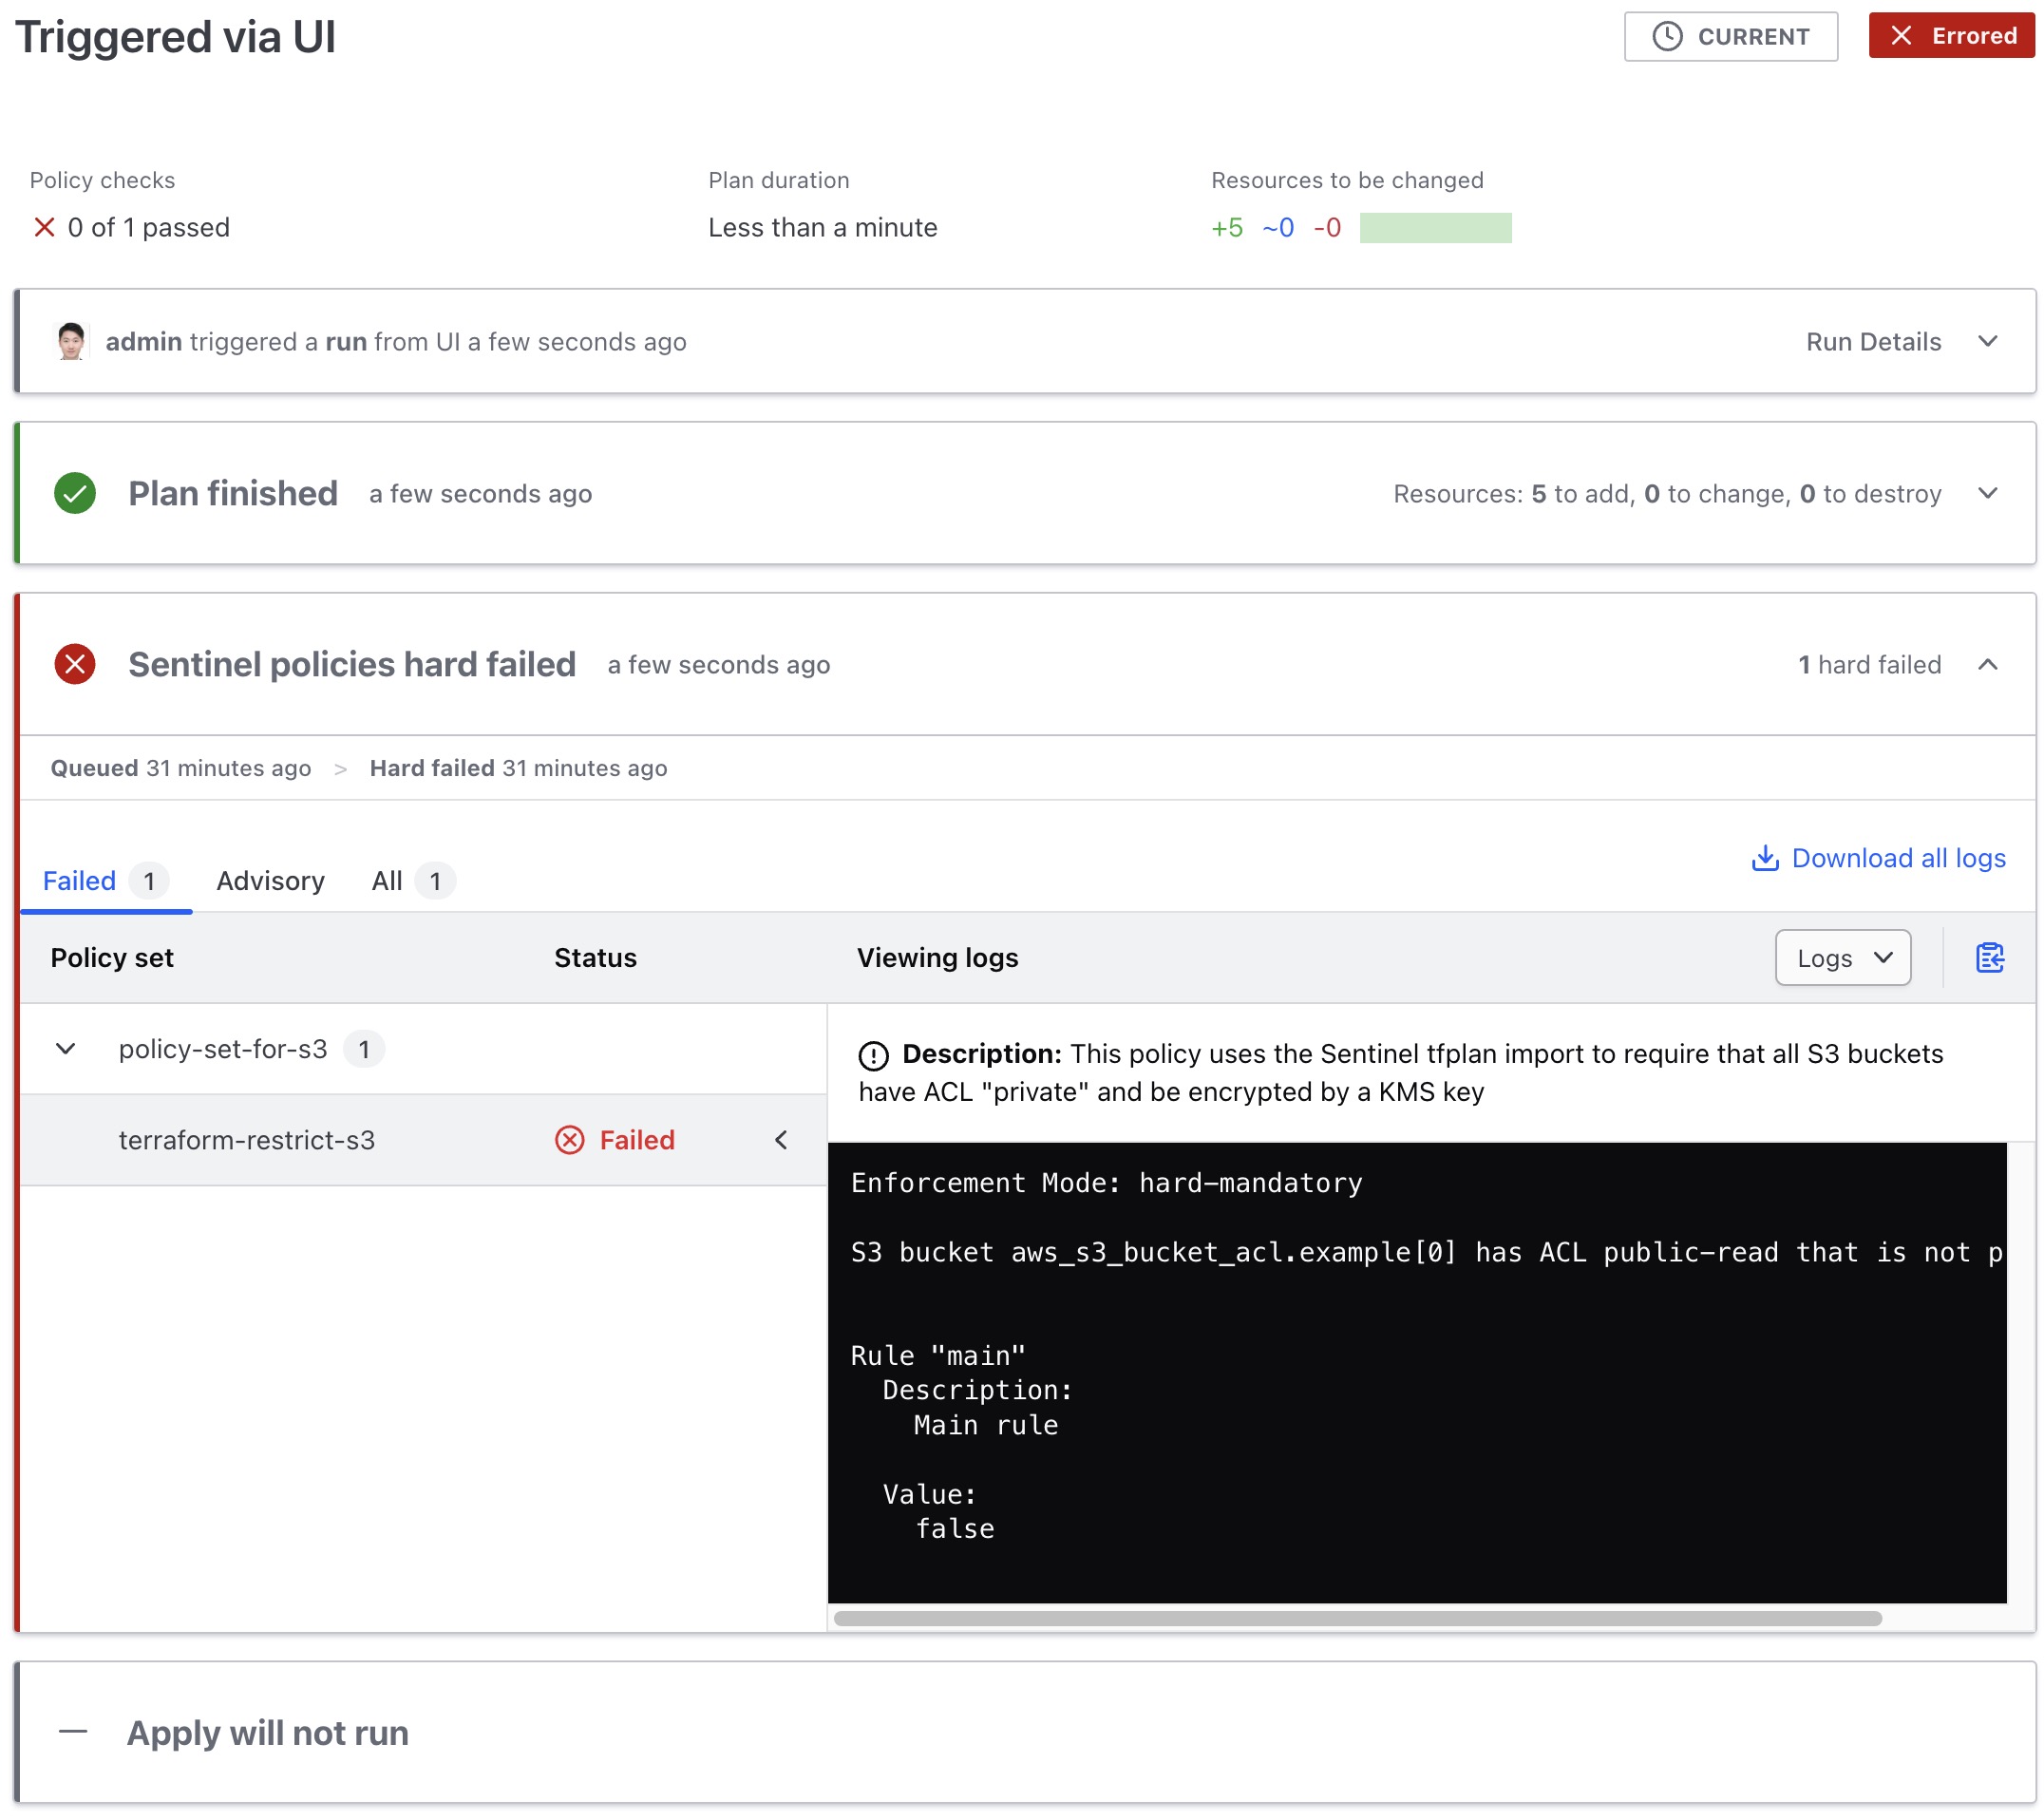 Triggered via UI
CURRENT
Errored
Policy checks
Plan duration
Resources to be changed
0 of 1 passed
Less than a minute
+5 ~0 -0
admin triggered a run from UI a few seconds ago
Run Details
Plan finished a few seconds ago
Resources: 5 to add, 0 to change, 0 to destroy
Sentinel policies hard failed a few seconds ago
1 hard failed
Queued 31 minutes ago > Hard failed 31 minutes ago
Download all logs
Failed 1 Advisory All 1
Policy set
Status
Viewing logs
Logs
policy-set-for-s3 1
terraform-restrict-s3
Failed
Description: This policy uses the Sentinel tfplan import to require that all S3 buckets
have ACL "private" and be encrypted by a KMS key
Enforcement Mode: hard-mandatory
S3 bucket aws_s3_bucket_acl.example[0] has ACL public-read that is not p
Rule "main"
Description:
Main rule
Value:
false
Apply will not run